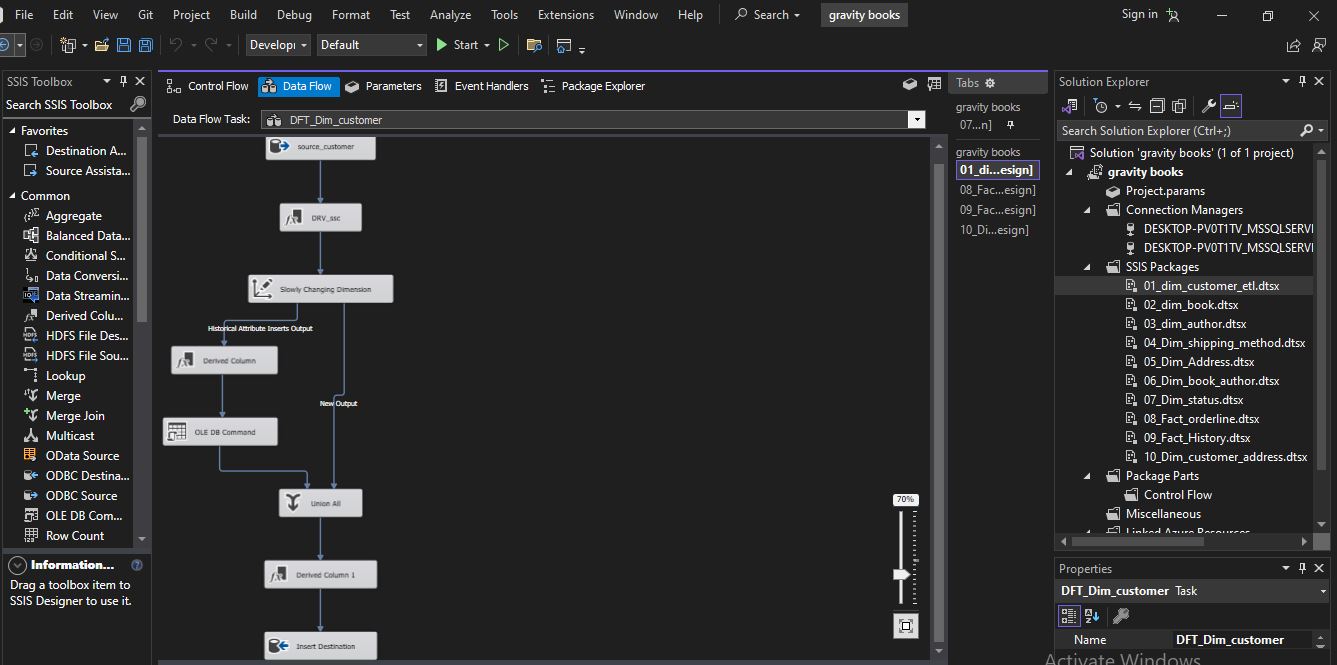 File Edit View Git Project Build Debug Format Test Analyze Tools Extensions Window Help Search gravity books Sign in
Develop Default Start
SSIS Toolbox
Search SSIS Toolbox
Favorites
Destination A...
Source Assista...
Common
Aggregate
Balanced Data...
Conditional S...
Data Conversi...
Data Streamin...
Derived Colu...
HDFS File Des...
HDFS File Sou...
Lookup
Merge
Merge Join
Multicast
OData Source
ODBC Destina...
ODBC Source
OLE DB Com...
Row Count
Information...
Drag a toolbox item to
SSIS Designer to use it.
Control Flow Data Flow Parameters Event Handlers Package Explorer
Data Flow Task: DFT_Dim_customer
source_customer
DRV_ssc
Slowly Changing Dimension
Historical Attribute Inserts Output
Derived Column
New Output
OLE DB Command
Union All
Derived Column 1
Insert Destination
70%
Tabs
gravity books
07...n]
gravity books
01_di...esign]
08_Fac...esign]
09_Fac...esign]
10_Di...esign]
Solution Explorer
Search Solution Explorer (Ctrl+;)
Solution 'gravity books' (1 of 1 project)
gravity books
Project.params
Connection Managers
DESKTOP-PV0T1TV_MSSQLSERV
DESKTOP-PV0T1TV_MSSQLSERV
SSIS Packages
01_dim_customer_etl.dtsx
02_dim_book.dtsx
03_dim_author.dtsx
04_Dim_shipping_method.dtsx
05_Dim_Address.dtsx
06_Dim_book_author.dtsx
07_Dim_status.dtsx
08_Fact_orderline.dtsx
09_Fact_History.dtsx
10_Dim_customer_address.dtsx
Package Parts
Control Flow
Miscellaneous
Linked Azure Resources
Properties
DFT_Dim_customer Task
Name DFT_Dim_customer
Activate Windows